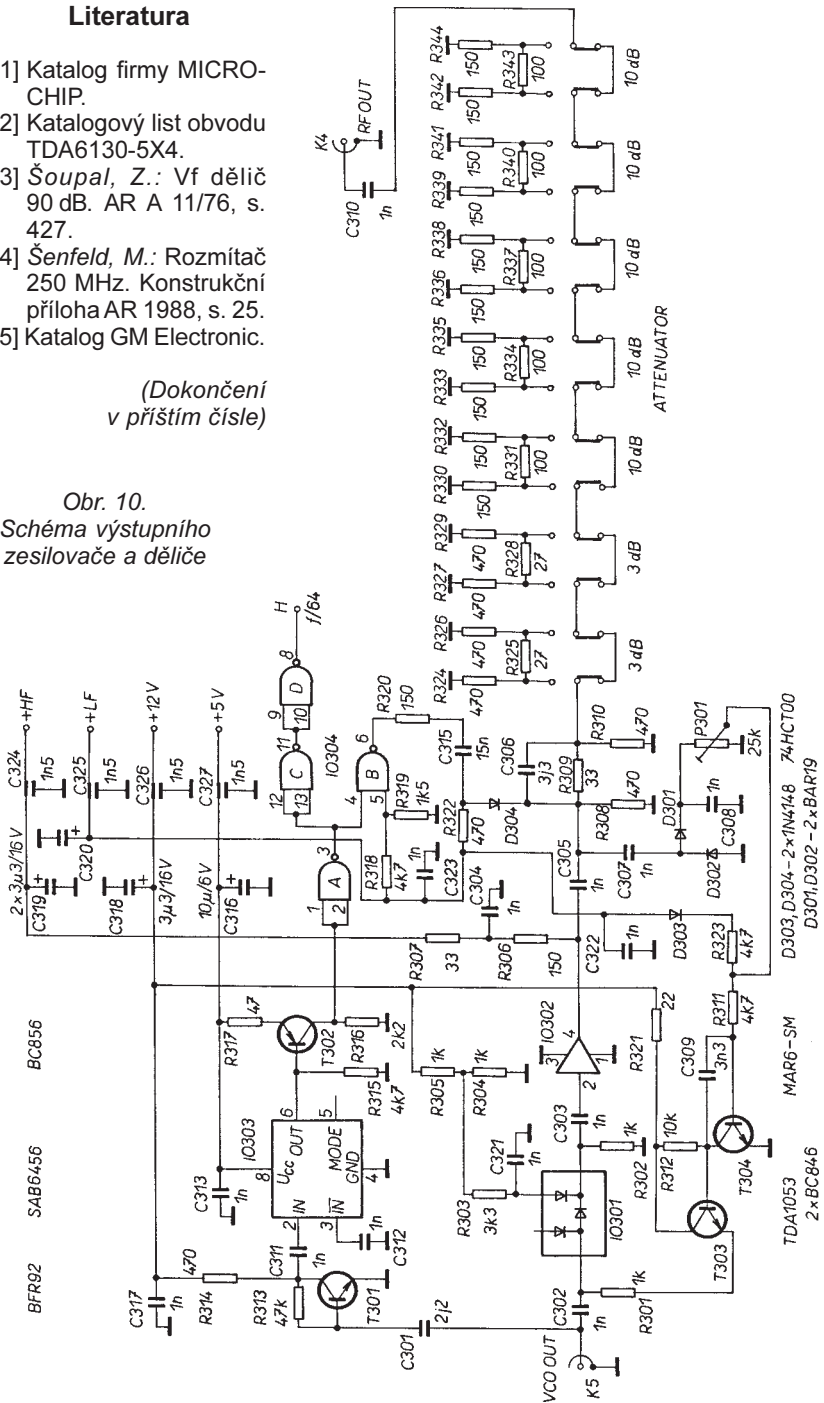 Literatura
1] Katalog firmy MICRO-
CHIP.
2] Katalogový list obvodu
TDA6130-5X4.
3] Šoupal, Z.: Vf dělič
90 dB. AR A 11/76, s.
427.
4] Šenfeld, M.: Rozmítač
250 MHz. Konstrukční
příloha AR 1988, s. 25.
5] Katalog GM Electronic.
(Dokončení
v příštím čísle)
Obr. 10.
Schéma výstupního
zesilovače a děliče
K4
RF OUT
C310
1n
R344
150
R343
100
R342
150
10 dB
R341
150
R340
100
R339
150
10 dB
R338
150
R337
100
R336
150
10 dB
R335
150
R334
100
R333
150
10 dB
R332
150
R331
100
R330
150
10 dB
R329
470
R328
27
R327
470
3 dB
R326
470
R325
27
R324
470
3 dB
ATTENUATOR
C324
+HF
1n5
C325
+LF
1n5
C326
+12V
1n5
C327
+5V
1n5
2×3µ3/16V
C319
+
C320
+
C318
3µ3/16V
+
C316
10µ/6V
+
H
f/64
8
D
9
10
11
C
12
13
IO304
6
B
4
5
3
A
1
2
R320
150
C315
15n
R319
1k5
R318
4k7
C323
1n
R322
470
D304
C306
3j3
R309
33
R310
470
R308
470
C304
1n
R307
33
R306
150
C305
1n
C307
1n
D301
D302
C308
1n
P301
25k
C322
1n
D303
R323
4k7
R311
4k7
R321
22
C309
3n3
R312
10k
T304
T303
BC856
SAB6456
BFR92
R317
47
T302
R316
2k2
R315
4k7
IO303
8
UCC
OUT
6
MODE
5
GND
4
IN
2
IN
3
C313
1n
C312
1n
C311
1n
C317
1n
R314
470
R313
47k
T301
C301
2j2
R305
1k
R304
1k
R303
3k3
C321
1n
IO302
3
4
2
1
C303
1n
R302
1k
IO301
C302
1n
R301
1k
VCO OUT
K5
TDA1053
2×BC846
MAR6-SM
D303, D304 – 2×1N4148
74HCT00
D301, D302 – 2×BAR19